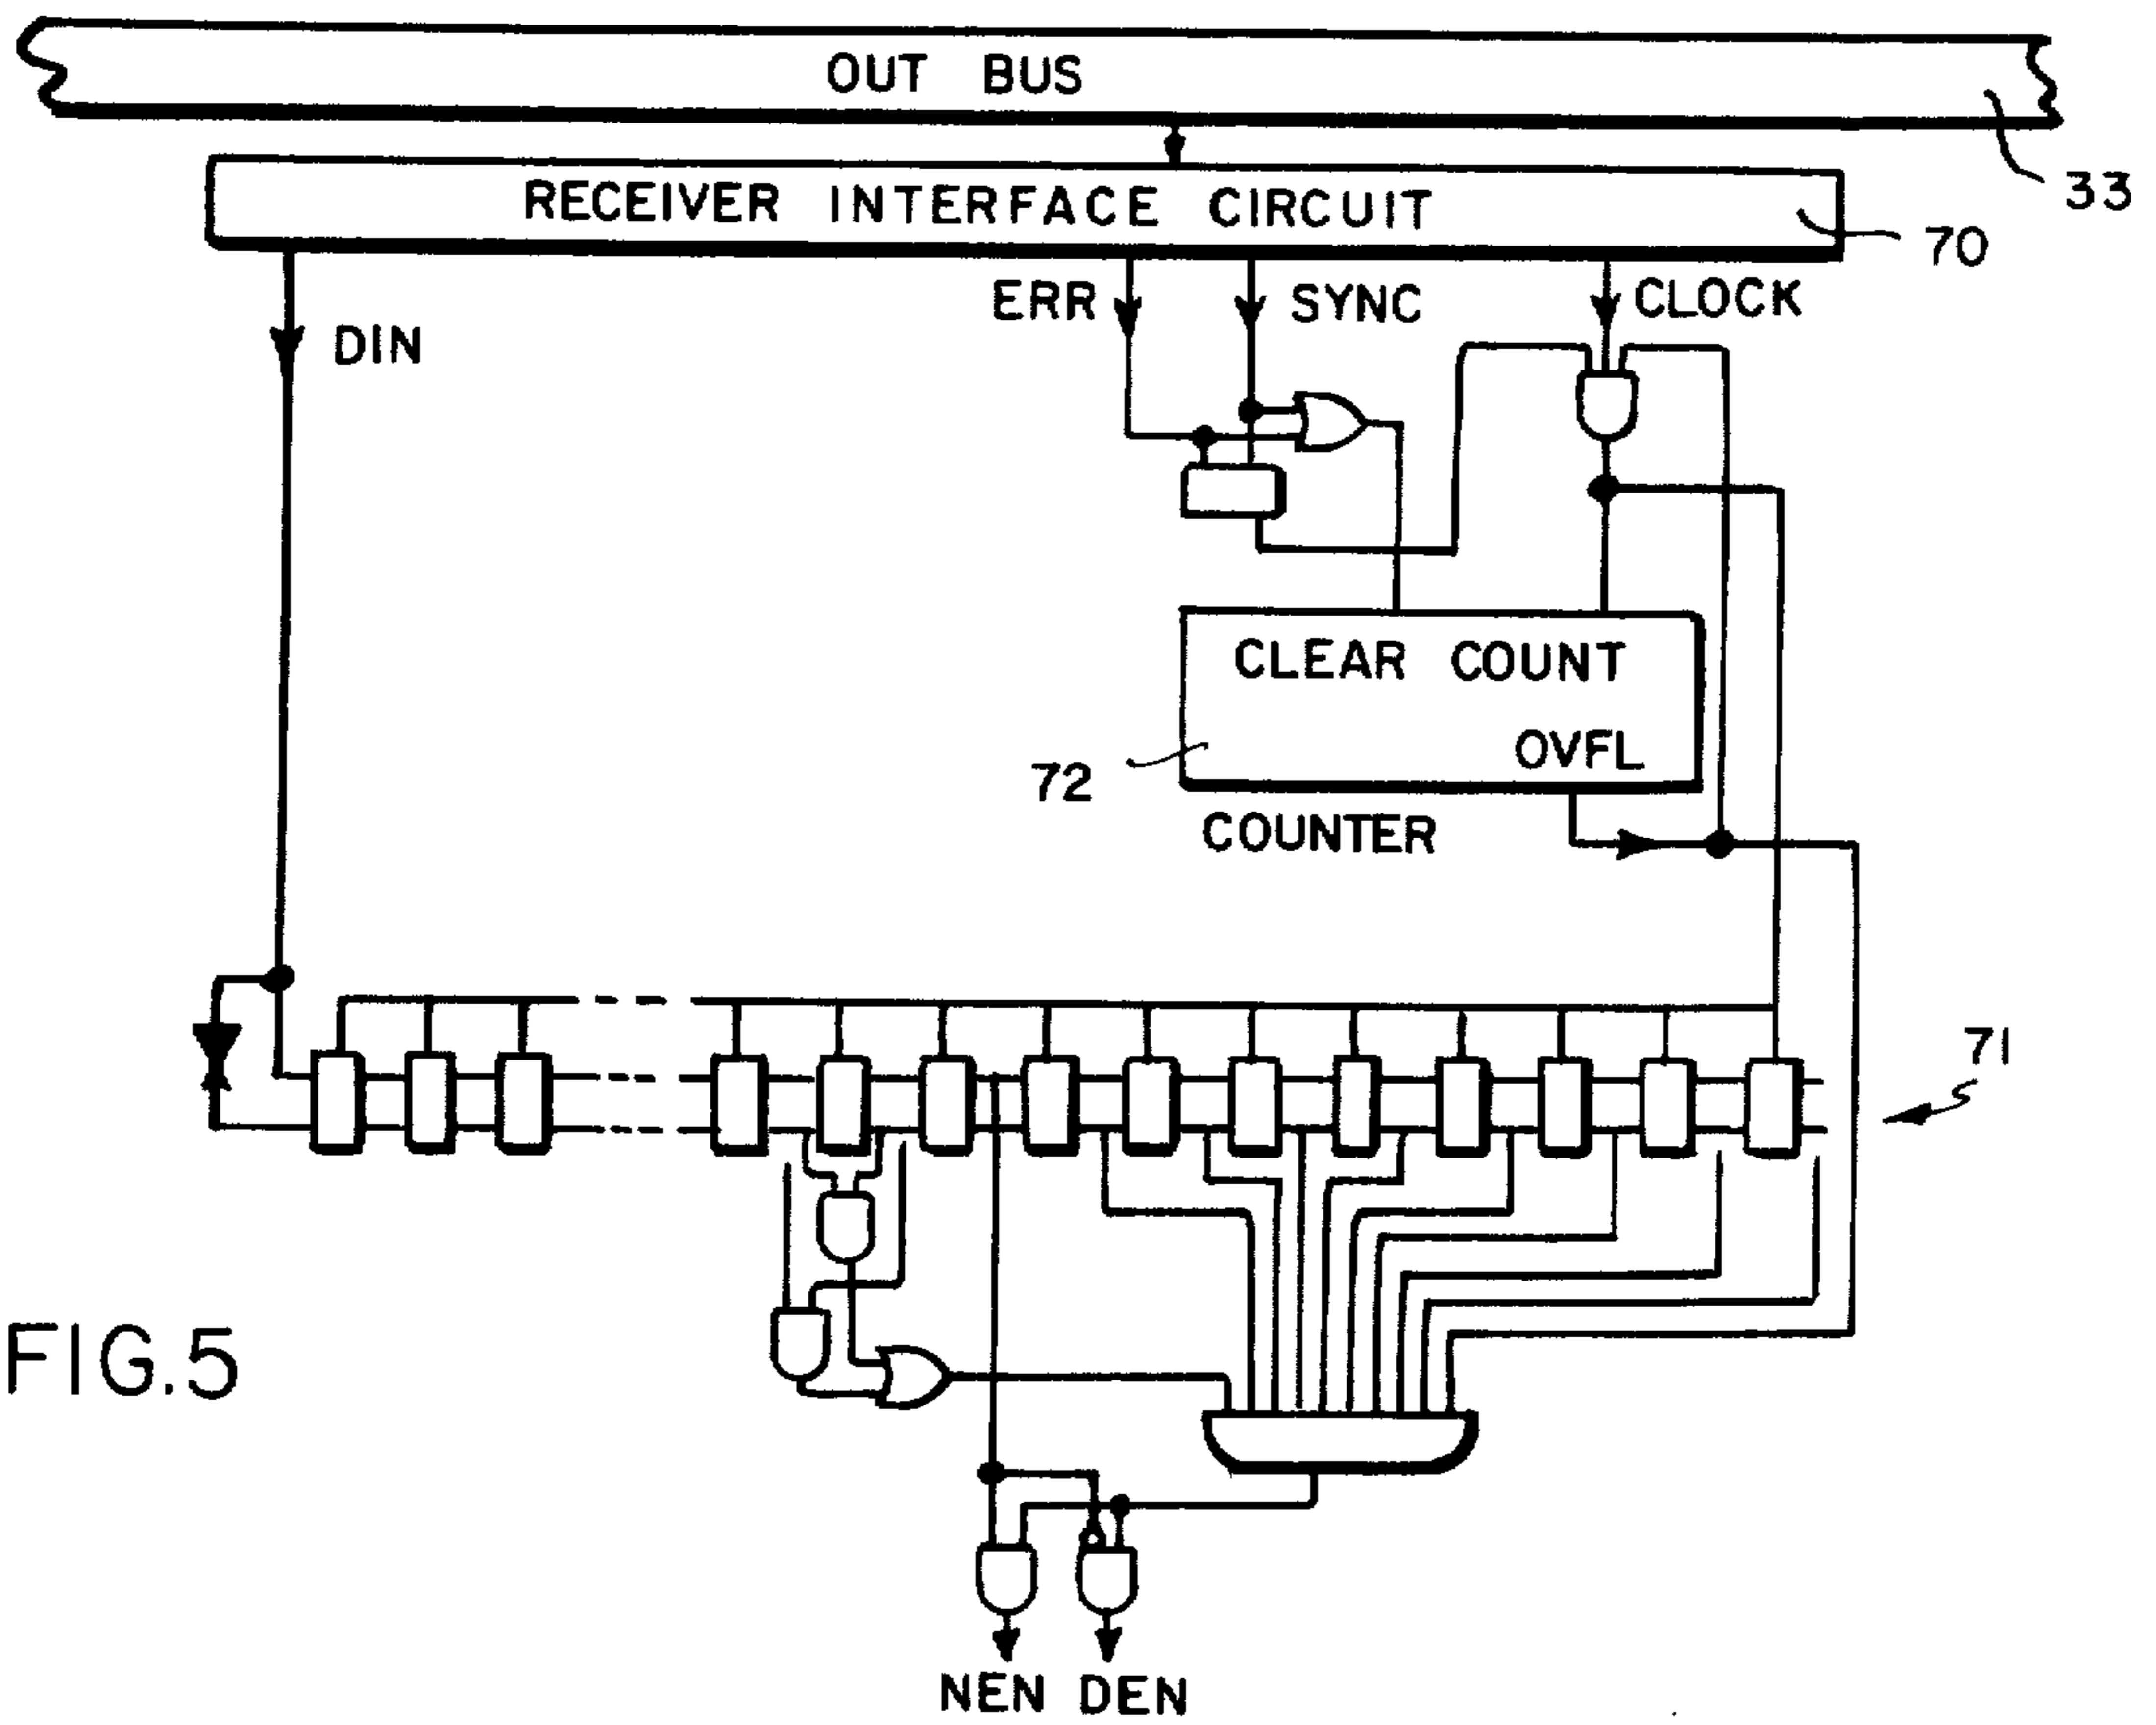 OUT BUS
33
RECEIVER INTERFACE CIRCUIT
70
ERR
SYNC
CLOCK
DIN
CLEAR COUNT
OVFL
72
COUNTER
71
FIG.5
NEN DEN